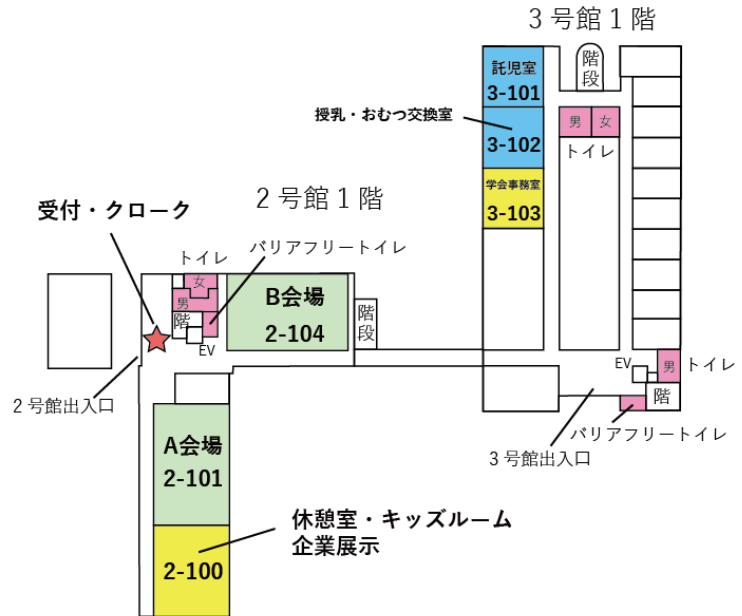 3号館1階
階段
託児室
3-101
授乳・おむつ交換室
3-102
男
女
トイレ
学会事務室
3-103
2号館1階
受付・クローク
トイレ
バリアフリートイレ
女
男
階
EV
B会場
2-104
階段
2号館出入口
EV
男
トイレ
階
バリアフリートイレ
3号館出入口
A会場
2-101
休憩室・キッズルーム
企業展示
2-100